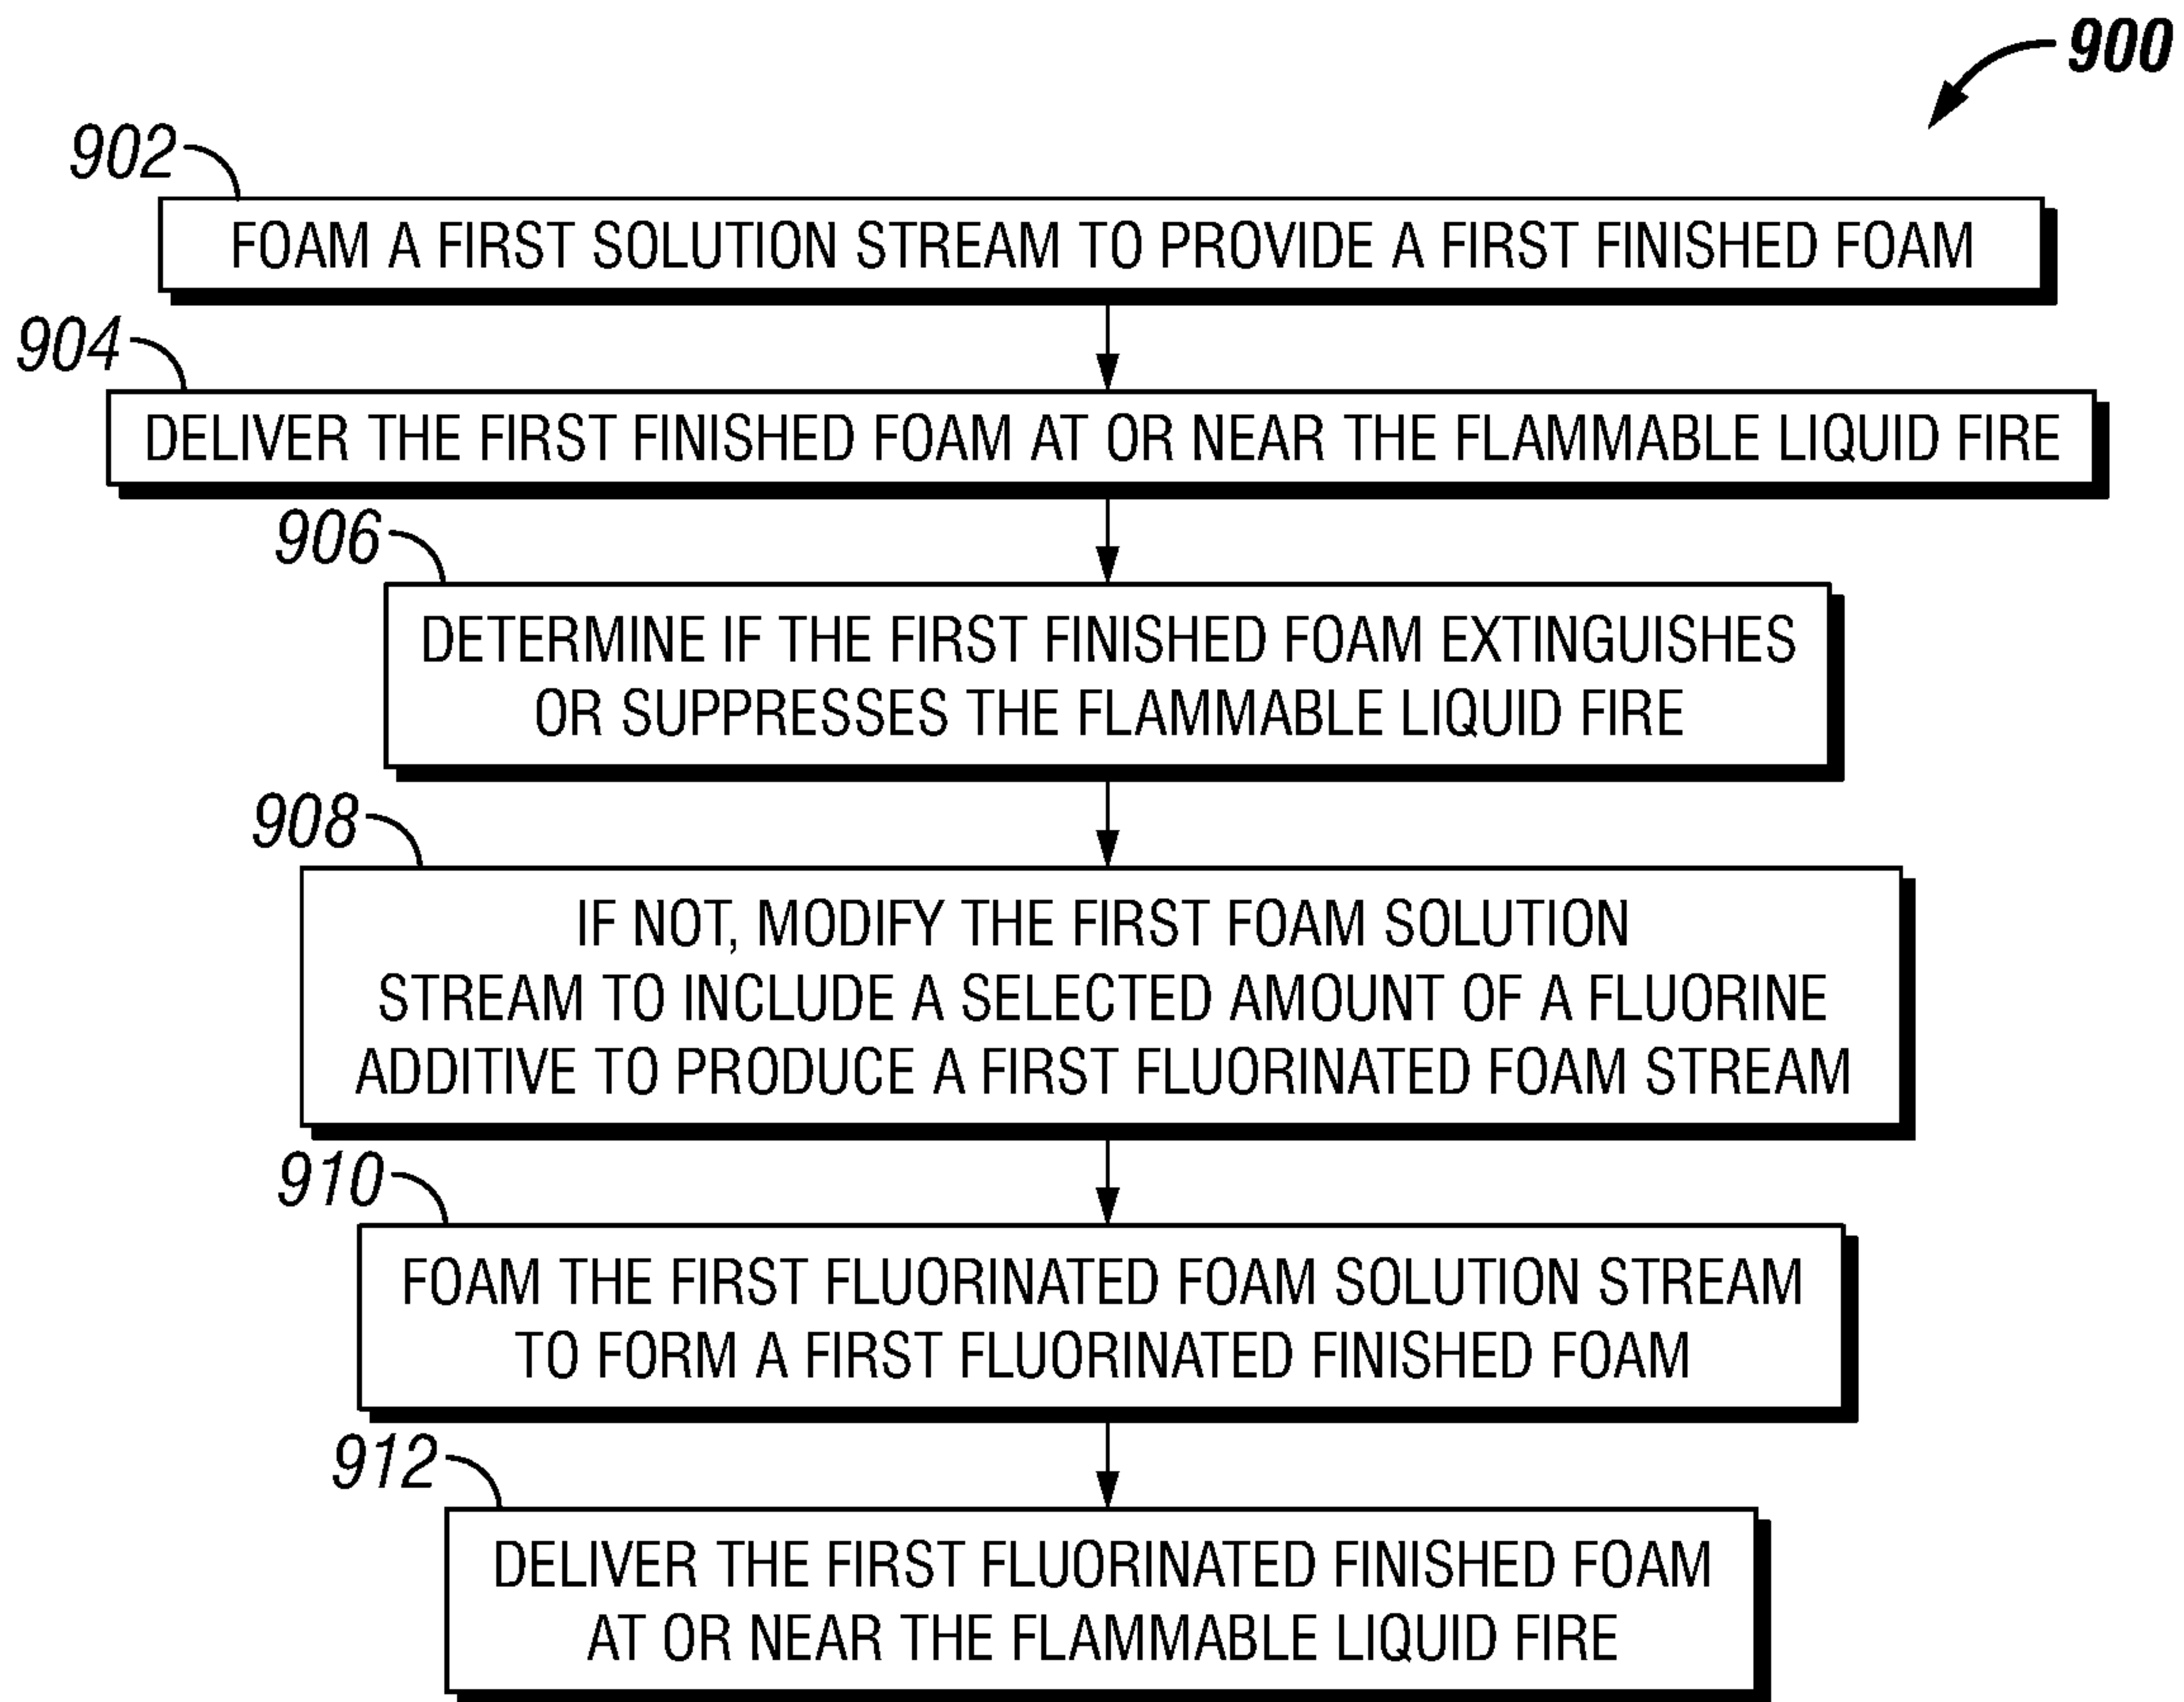 900
902
FOAM A FIRST SOLUTION STREAM TO PROVIDE A FIRST FINISHED FOAM
904
DELIVER THE FIRST FINISHED FOAM AT OR NEAR THE FLAMMABLE LIQUID FIRE
906
DETERMINE IF THE FIRST FINISHED FOAM EXTINGUISHES
OR SUPPRESSES THE FLAMMABLE LIQUID FIRE
908
IF NOT, MODIFY THE FIRST FOAM SOLUTION
STREAM TO INCLUDE A SELECTED AMOUNT OF A FLUORINE
ADDITIVE TO PRODUCE A FIRST FLUORINATED FOAM STREAM
910
FOAM THE FIRST FLUORINATED FOAM SOLUTION STREAM
TO FORM A FIRST FLUORINATED FINISHED FOAM
912
DELIVER THE FIRST FLUORINATED FINISHED FOAM
AT OR NEAR THE FLAMMABLE LIQUID FIRE